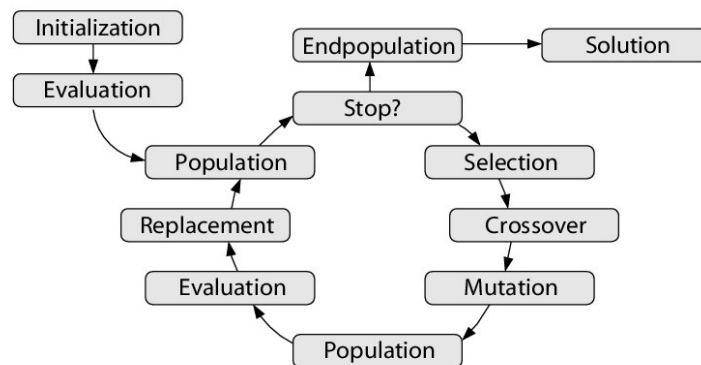 Initialization
Evaluation
Endpopulation
Solution
Stop?
Population
Selection
Replacement
Crossover
Evaluation
Mutation
Population